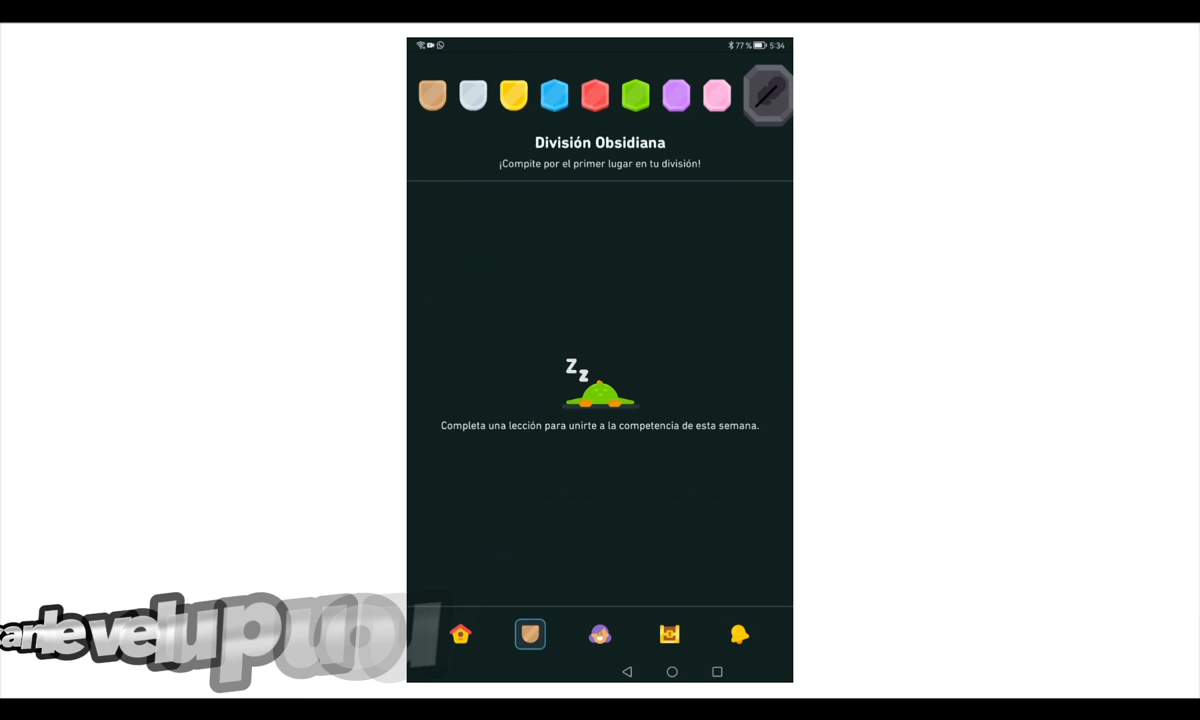 77 % 5:34
División Obsidiana
¡Compite por el primer lugar en tu división!
Z
z
Completa una lección para unirte a la competencia de esta semana.